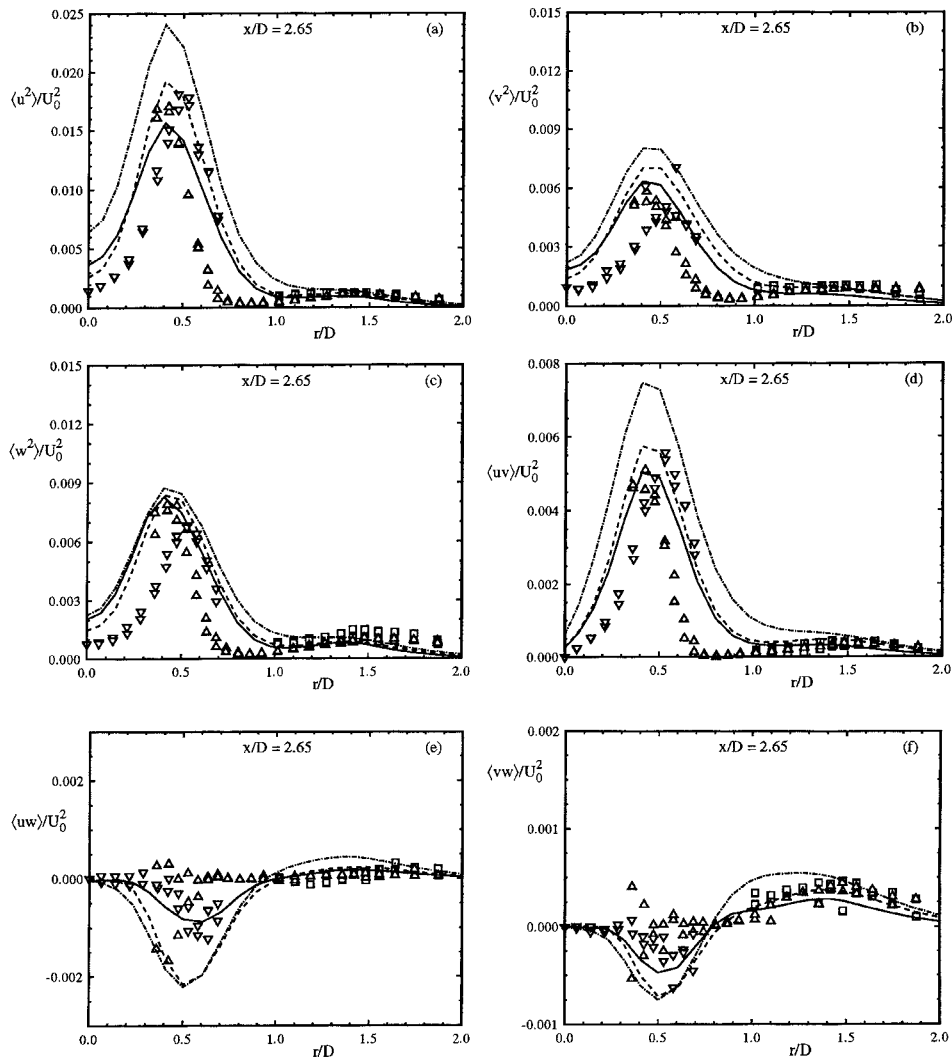 x/D = 2.65 (a)
⟨u²⟩/U₀²
0.025
0.020
0.015
0.010
0.005
0.000
0.0 0.5 1.0 1.5 2.0
r/D
x/D = 2.65 (b)
⟨v²⟩/U₀²
0.015
0.012
0.009
0.006
0.003
0.000
0.0 0.5 1.0 1.5 2.0
r/D
x/D = 2.65 (c)
⟨w²⟩/U₀²
0.015
0.012
0.009
0.006
0.003
0.000
0.0 0.5 1.0 1.5 2.0
r/D
x/D = 2.65 (d)
⟨uv⟩/U₀²
0.008
0.006
0.004
0.002
0.000
0.0 0.5 1.0 1.5 2.0
r/D
x/D = 2.65 (e)
⟨uw⟩/U₀²
0.002
0.000
-0.002
0.0 0.5 1.0 1.5 2.0
r/D
x/D = 2.65 (f)
⟨vw⟩/U₀²
0.002
0.001
0.000
-0.001
0.0 0.5 1.0 1.5 2.0
r/D